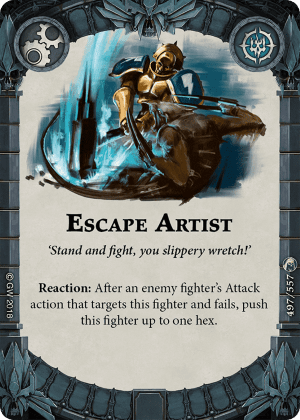 ESCAPE ARTIST
‘Stand and fight, you slippery wretch!’
Reaction: After an enemy fighter’s Attack
action that targets this fighter and fails, push
this fighter up to one hex.
© GW 2018
497/557